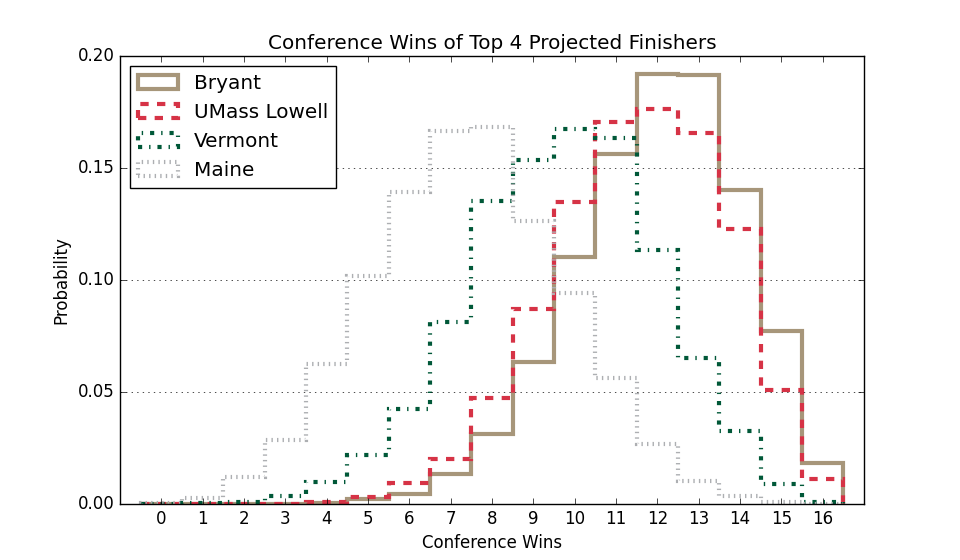 Conference Wins of Top 4 Projected Finishers
Bryant
UMass Lowell
Vermont
Maine
Probability
0.20
0.15
0.10
0.05
0.00
0 1 2 3 4 5 6 7 8 9 10 11 12 13 14 15 16
Conference Wins